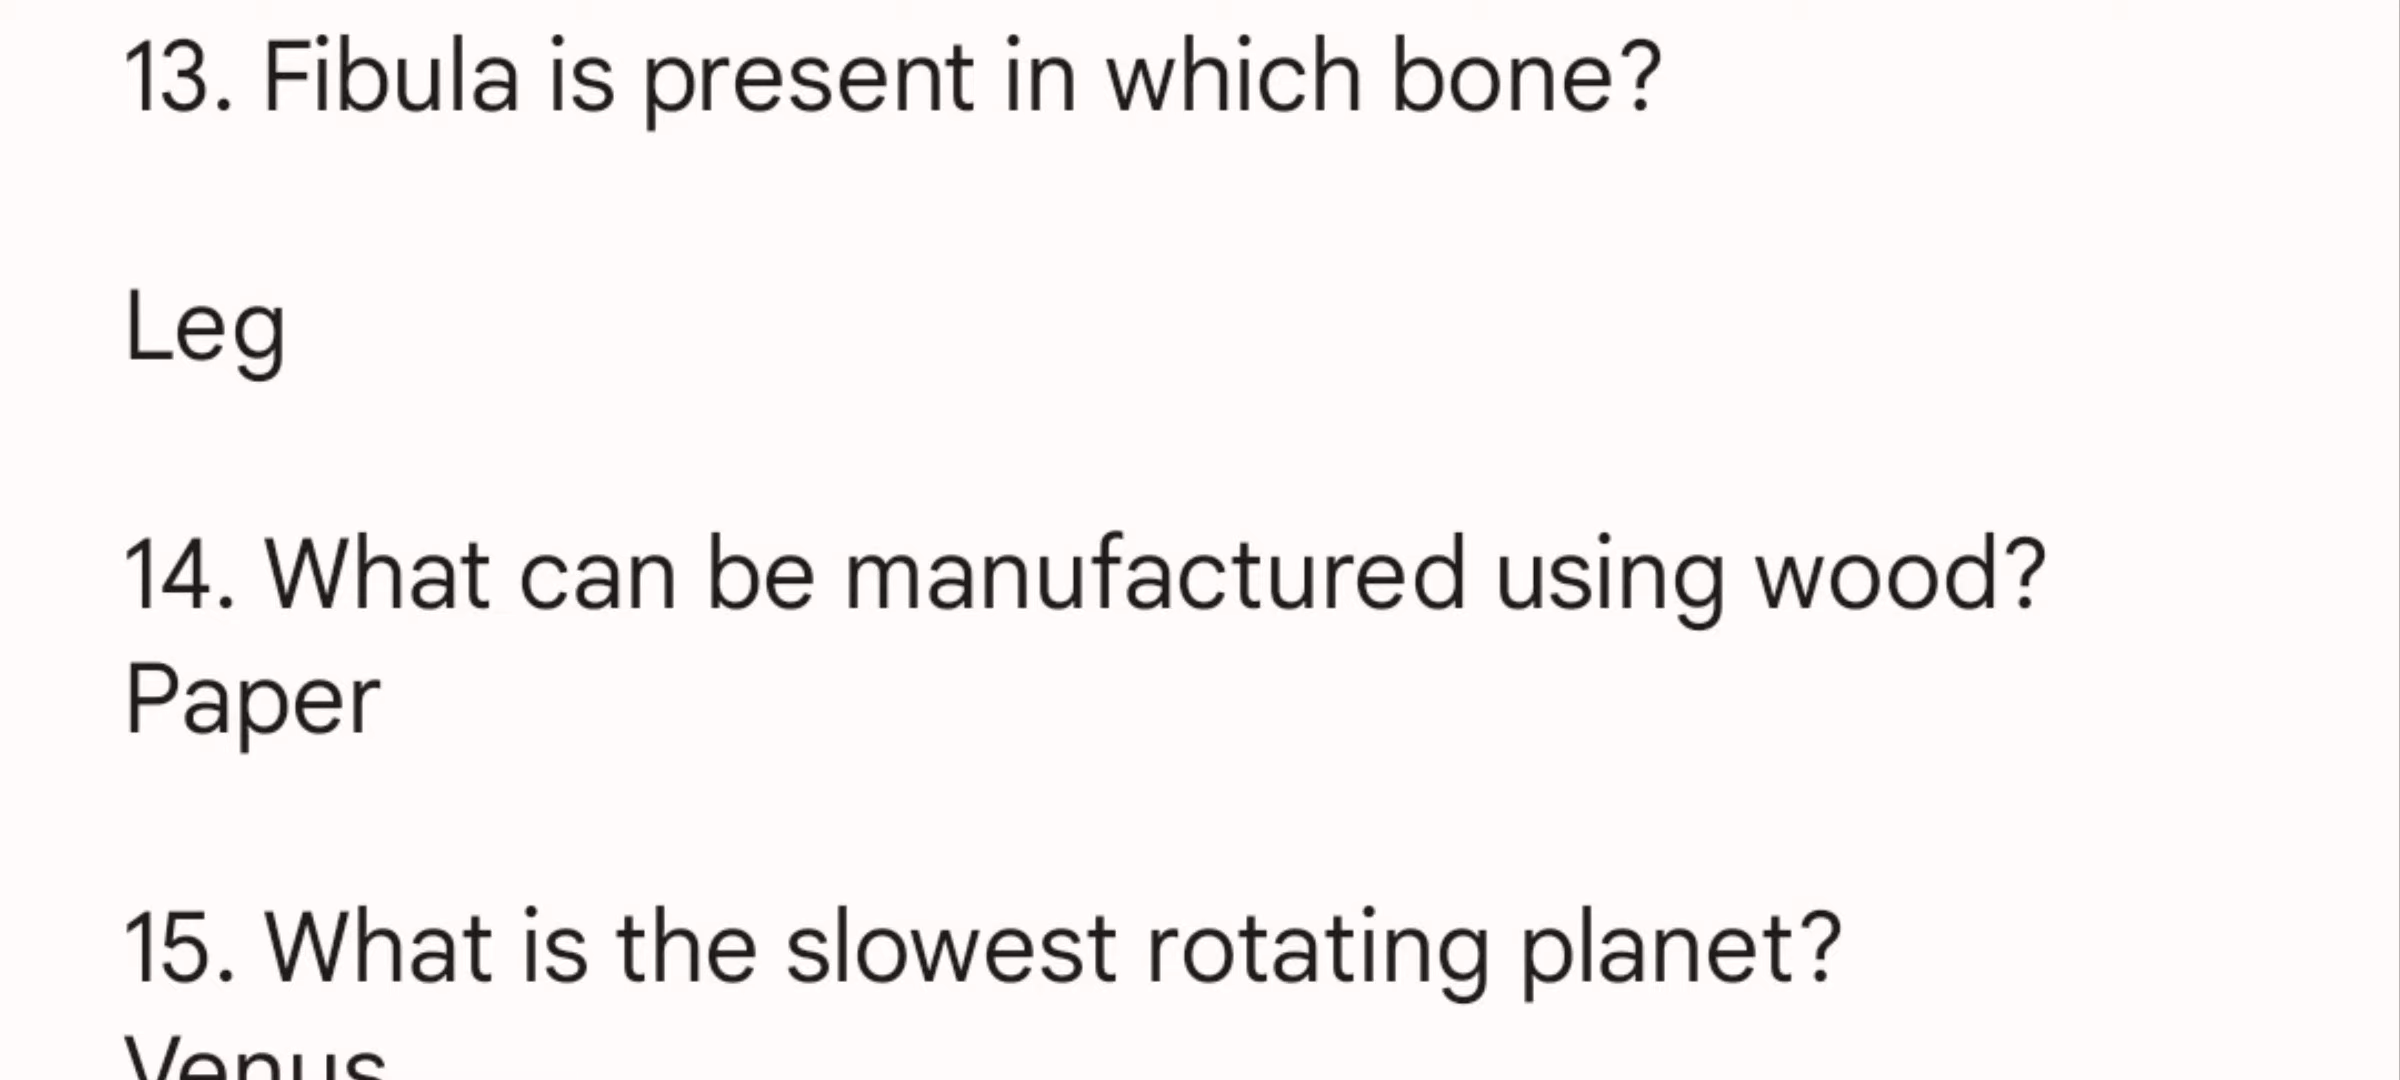 13. Fibula is present in which bone?
Leg
14. What can be manufactured using wood?
Paper
15. What is the slowest rotating planet?
Venus